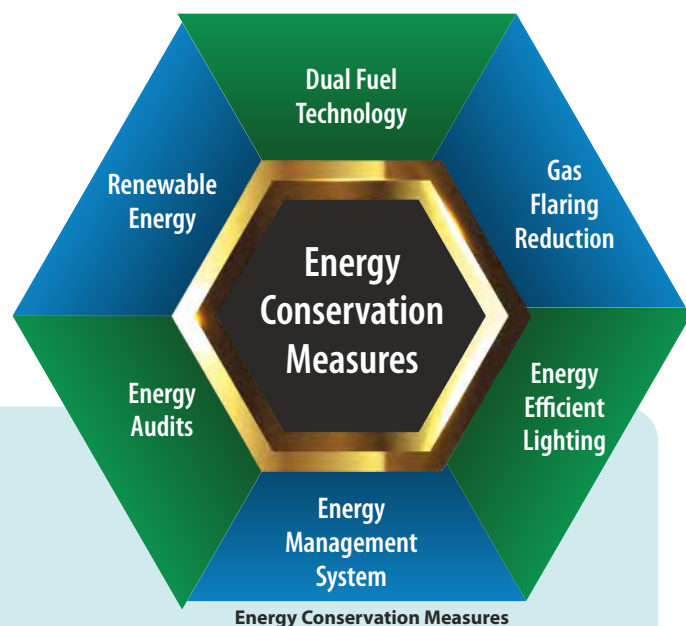 Dual Fuel
Technology
Gas
Flaring
Reduction
Energy
Efficient
Lighting
Energy
Management
System
Energy
Audits
Renewable
Energy
Energy
Conservation
Measures
Energy Conservation Measures